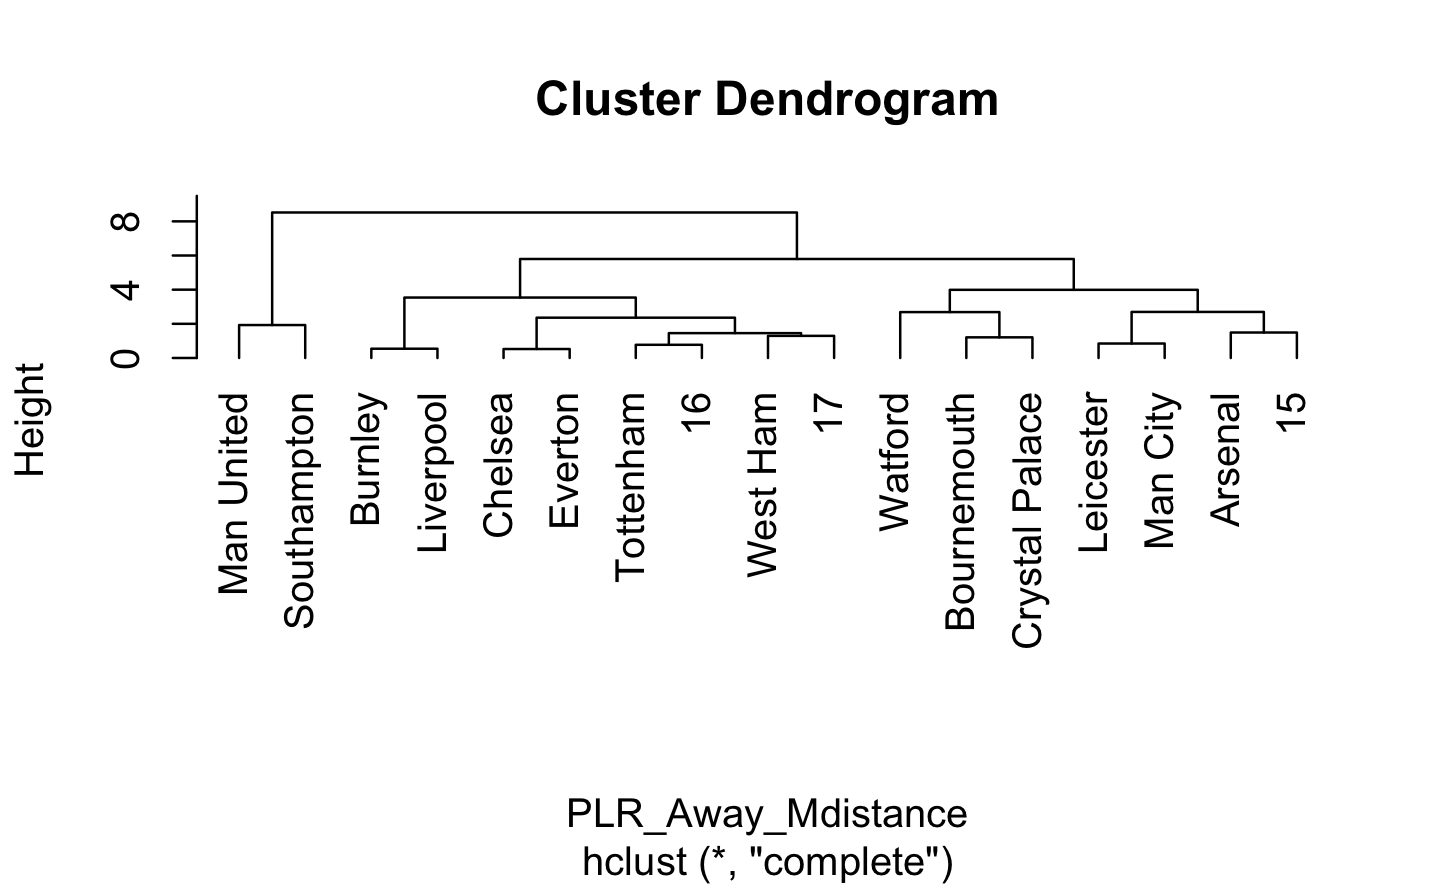 Cluster Dendrogram
Height
8
4
0
Man United
Southampton
Burnley
Liverpool
Chelsea
Everton
Tottenham
16
West Ham
17
Watford
Bournemouth
Crystal Palace
Leicester
Man City
Arsenal
15
PLR_Away_Mdistance
hclust (*, "complete")